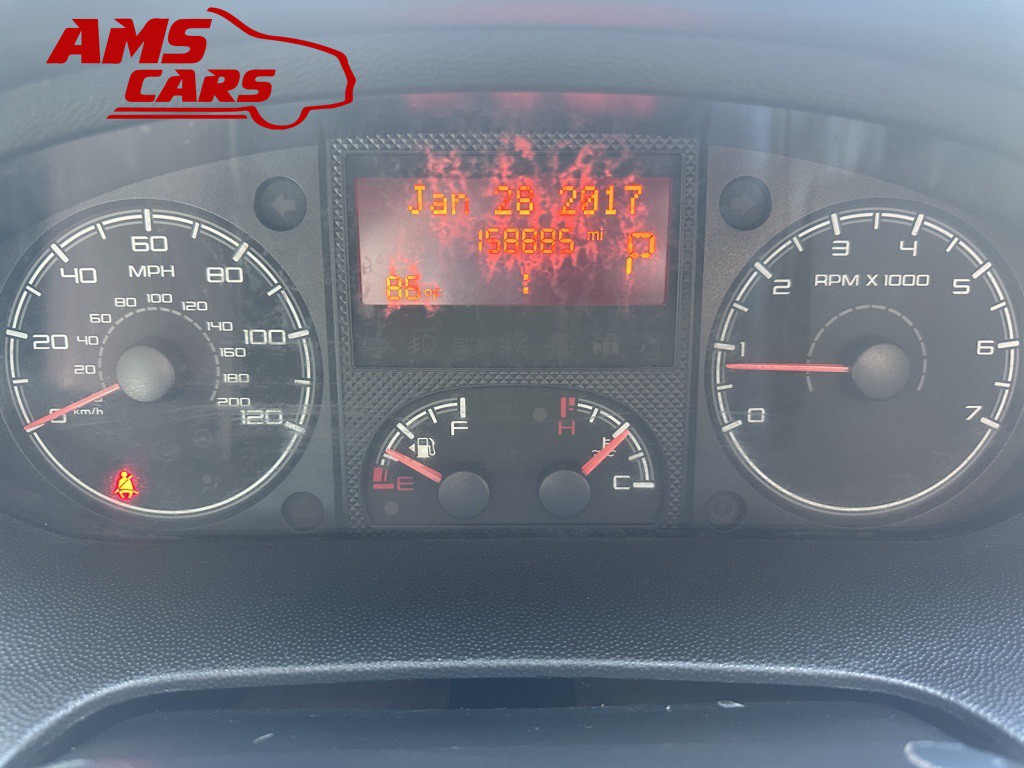 AMS
CARS
Jan 28 2017
158885 mi
P
86 °F
!
MPH
0 20 40 60 80 100 120
20 40 60 80 100 120 140 160 180 200
km/h
E F
H C
RPM X 1000
0 1 2 3 4 5 6 7